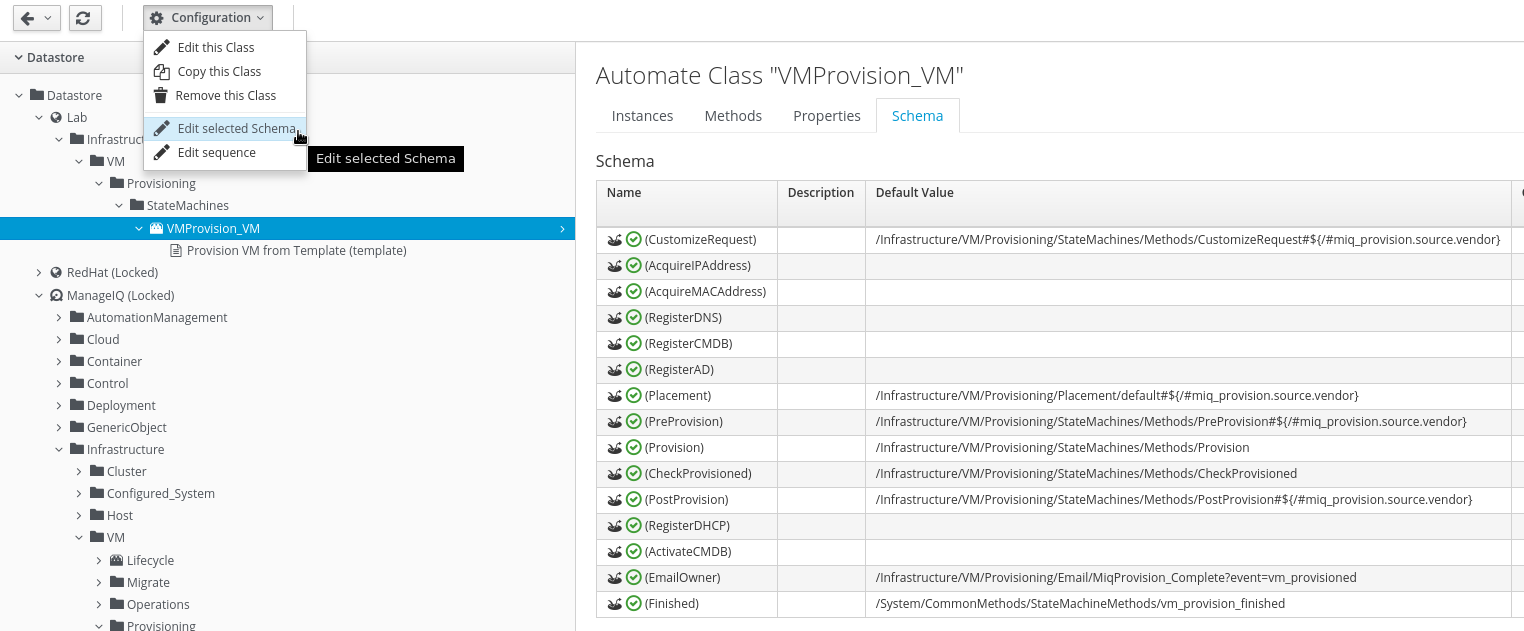 Configuration
Edit this Class
Copy this Class
Remove this Class
Edit selected Schema
Edit sequence
Edit selected Schema
Datastore
Datastore
Lab
Infrastruct
VM
Provisioning
StateMachines
VMProvision_VM
Provision VM from Template (template)
RedHat (Locked)
ManageIQ (Locked)
AutomationManagement
Cloud
Container
Control
Deployment
GenericObject
Infrastructure
Cluster
Configured_System
Host
VM
Lifecycle
Migrate
Operations
Provisioning
Automate Class "VMProvision_VM"
Instances Methods Properties Schema
Schema
Name Description Default Value
(CustomizeRequest) /Infrastructure/VM/Provisioning/StateMachines/Methods/CustomizeRequest#${/#miq_provision.source.vendor}
(AcquireIPAddress)
(AcquireMACAddress)
(RegisterDNS)
(RegisterCMDB)
(RegisterAD)
(Placement) /Infrastructure/VM/Provisioning/Placement/default#${/#miq_provision.source.vendor}
(PreProvision) /Infrastructure/VM/Provisioning/StateMachines/Methods/PreProvision#${/#miq_provision.source.vendor}
(Provision) /Infrastructure/VM/Provisioning/StateMachines/Methods/Provision
(CheckProvisioned) /Infrastructure/VM/Provisioning/StateMachines/Methods/CheckProvisioned
(PostProvision) /Infrastructure/VM/Provisioning/StateMachines/Methods/PostProvision#${/#miq_provision.source.vendor}
(RegisterDHCP)
(ActivateCMDB)
(EmailOwner) /Infrastructure/VM/Provisioning/Email/MiqProvision_Complete?event=vm_provisioned
(Finished) /System/CommonMethods/StateMachineMethods/vm_provision_finished